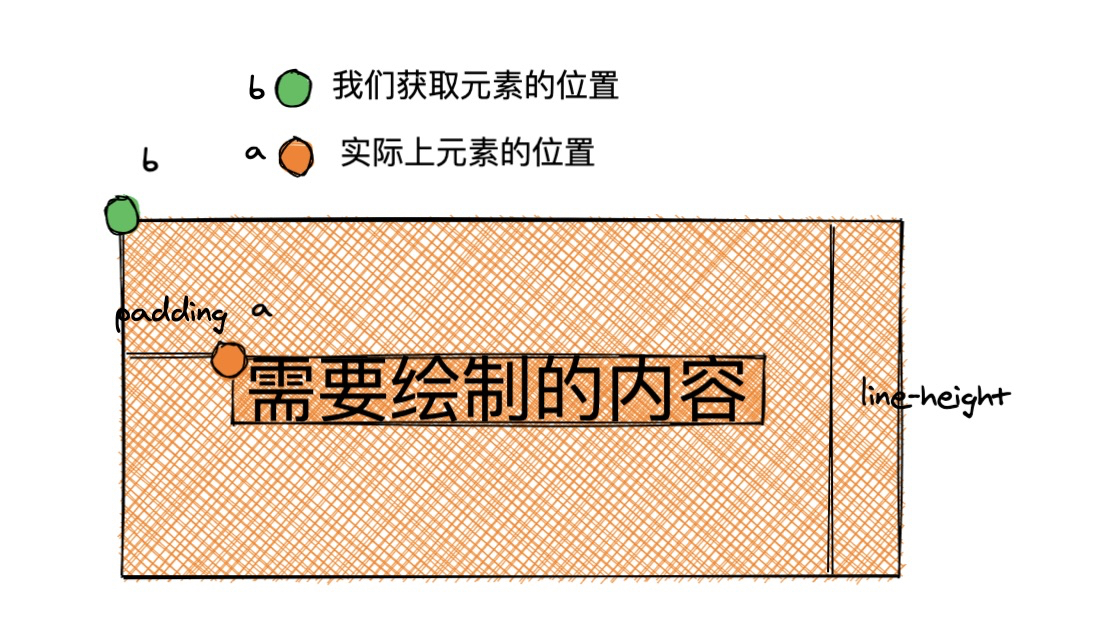 b 我们获取元素的位置
a 实际上元素的位置
b
padding a
需要绘制的内容
line-height